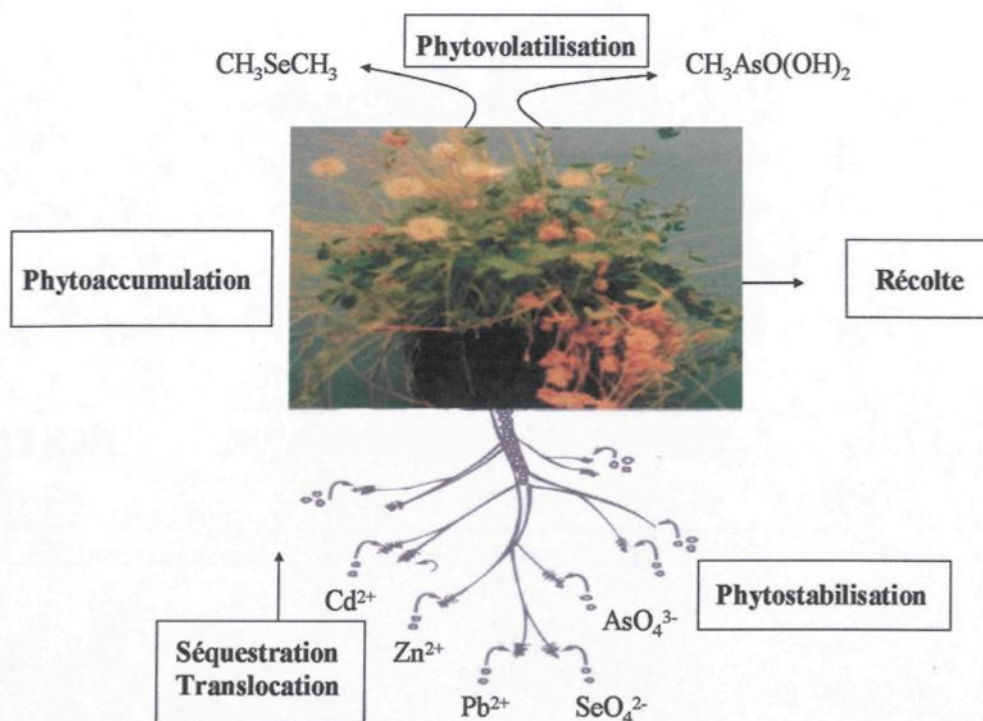 Phytovolatilisation
CH₃SeCH₃
CH₃AsO(OH)₂
Phytoaccumulation
Récolte
Cd²⁺
Zn²⁺
Pb²⁺
SeO₄²⁻
AsO₄³⁻
Phytostabilisation
Séquestration
Translocation